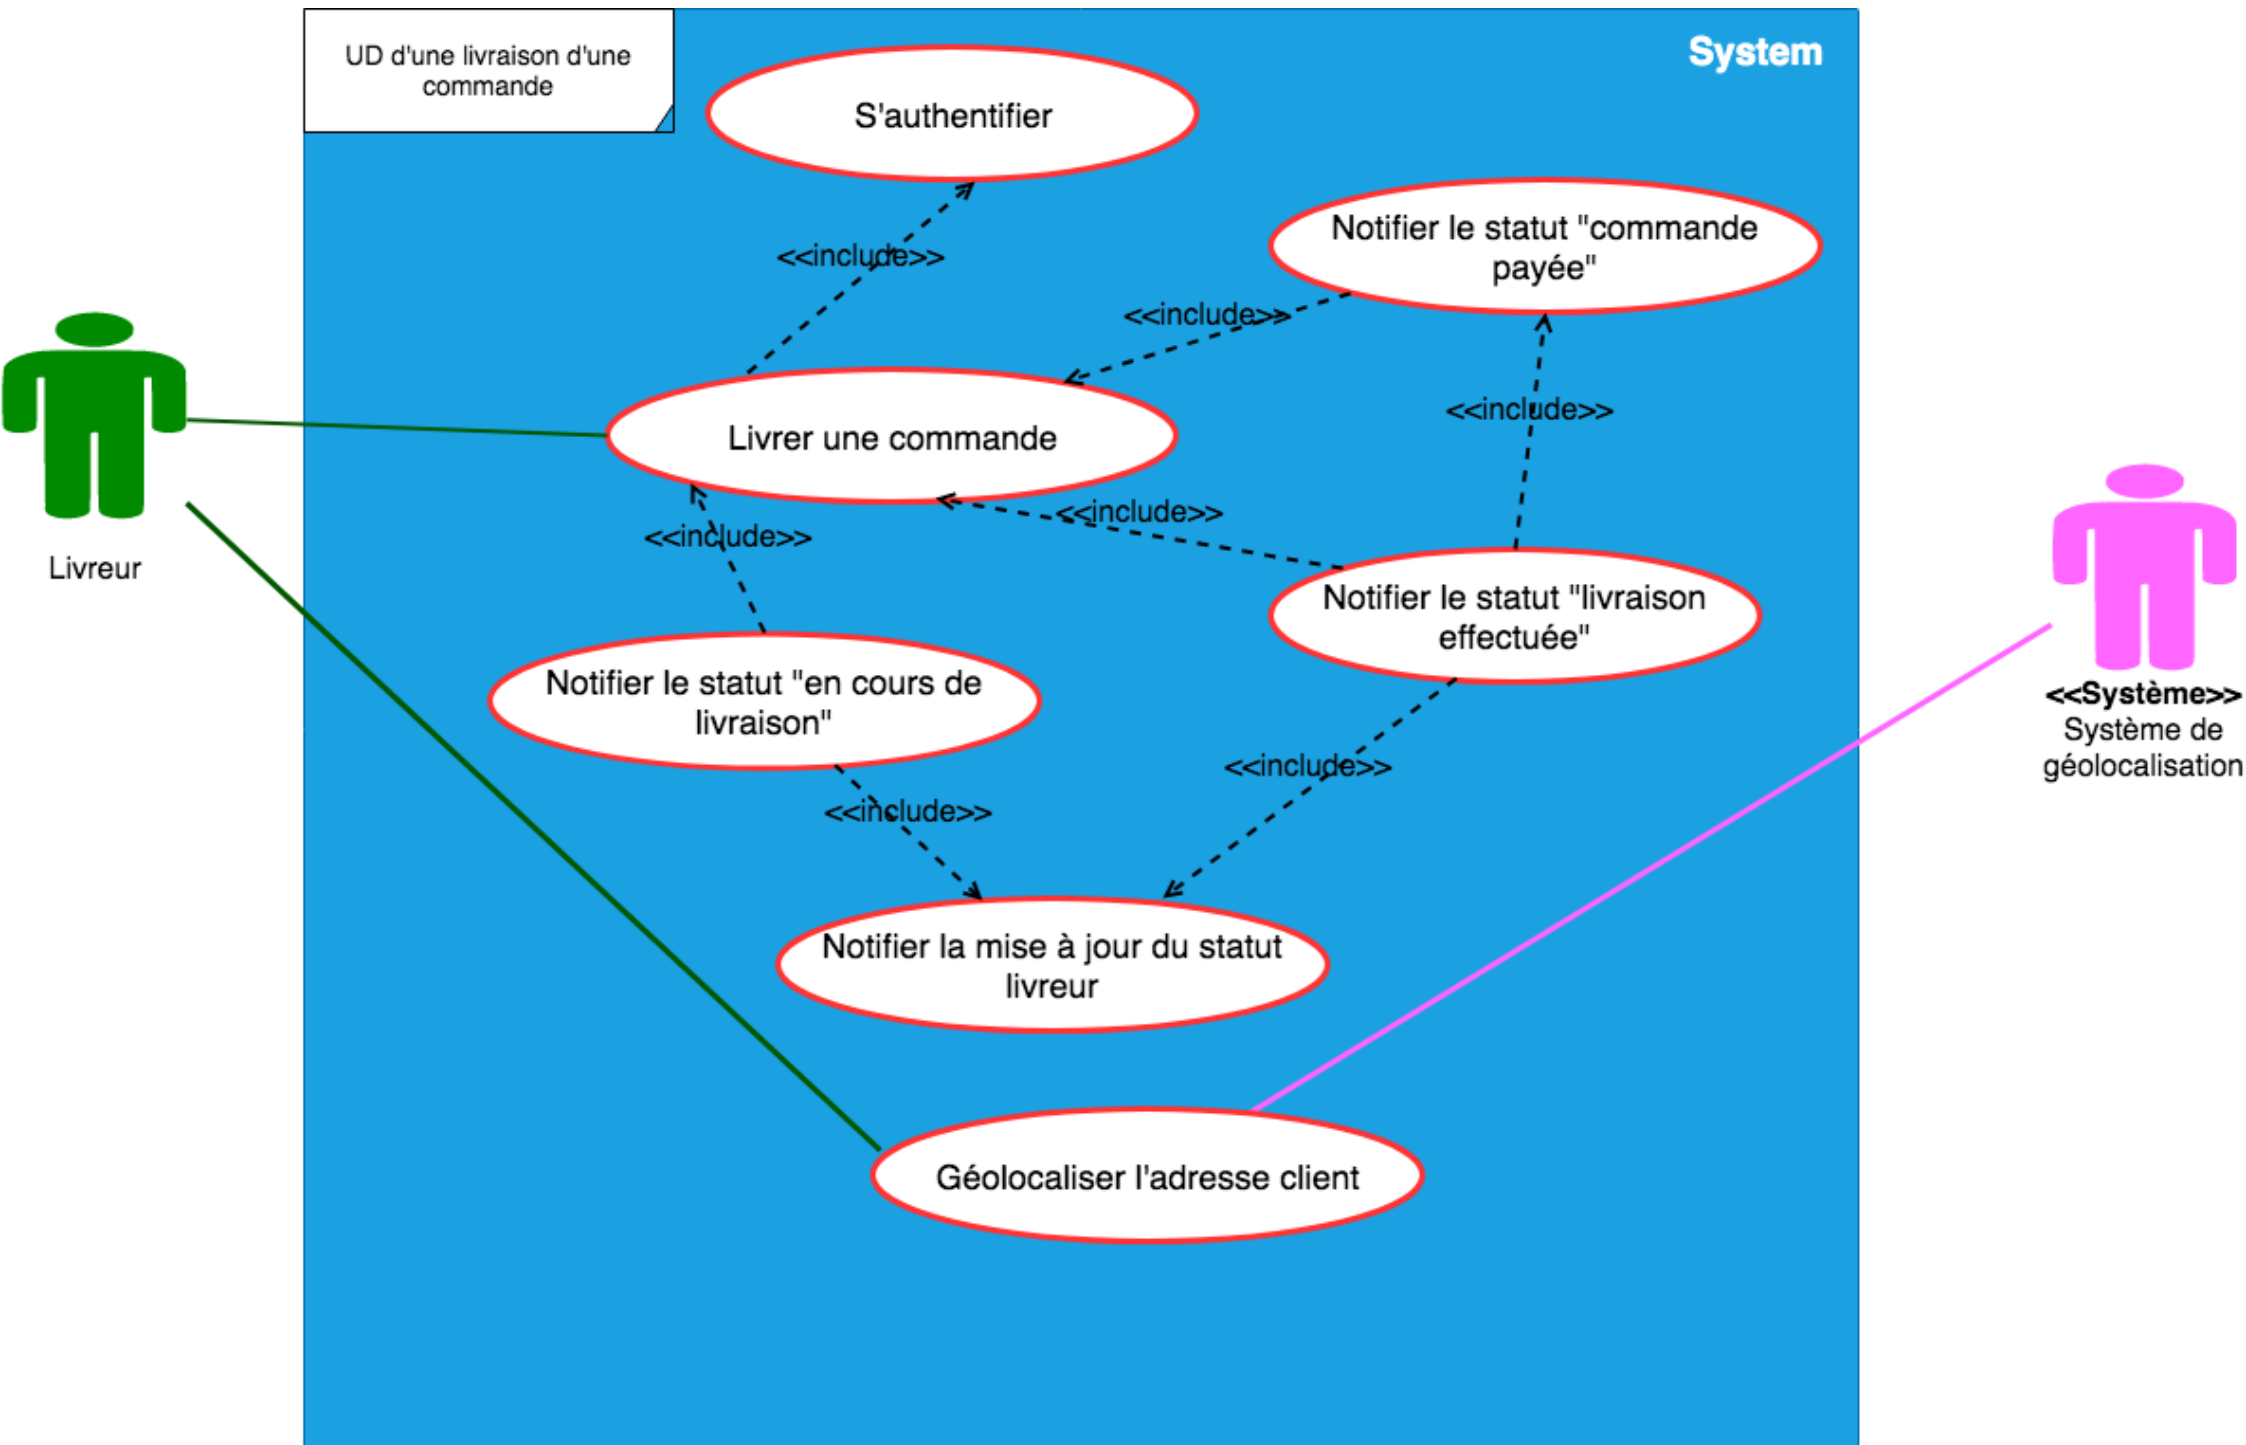 UD d'une livraison d'une
commande
System
S'authentifier
Notifier le statut "commande
payée"
<<include>>
<<include>>
<<include>>
Livrer une commande
<<include>>
<<include>>
Livreur
Notifier le statut "livraison
effectuée"
Notifier le statut "en cours de
livraison"
<<Système>>
Système de
géolocalisation
<<include>>
<<include>>
Notifier la mise à jour du statut
livreur
Géolocaliser l'adresse client